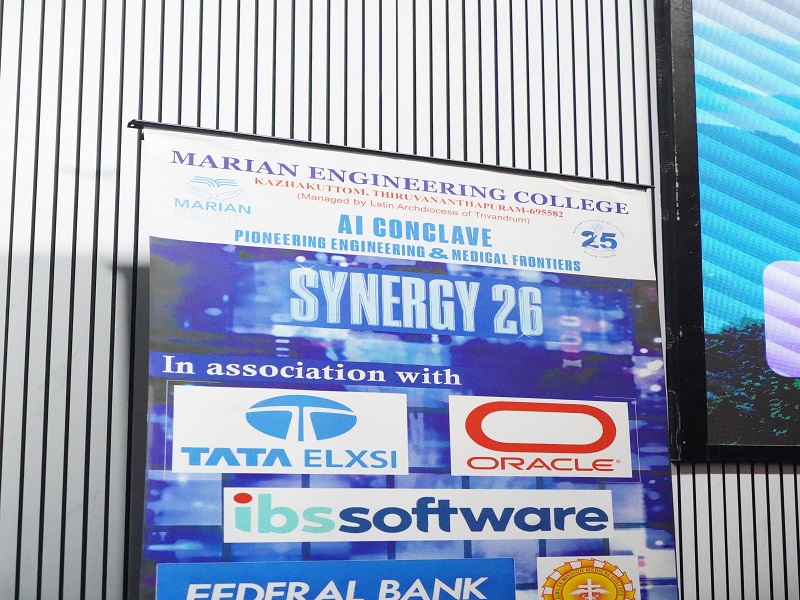 MARIAN ENGINEERING COLLEGE
KAZHAKUTTOM, THIRUVANANTHAPURAM-695582
(Managed by Latin Archdiocese of Trivandrum)
MARIAN
AI CONCLAVE
25
PIONEERING ENGINEERING & MEDICAL FRONTIERS
SYNERGY 26
In association with
TATA ELXSI
ORACLE®
ibssoftware
FEDERAL BANK